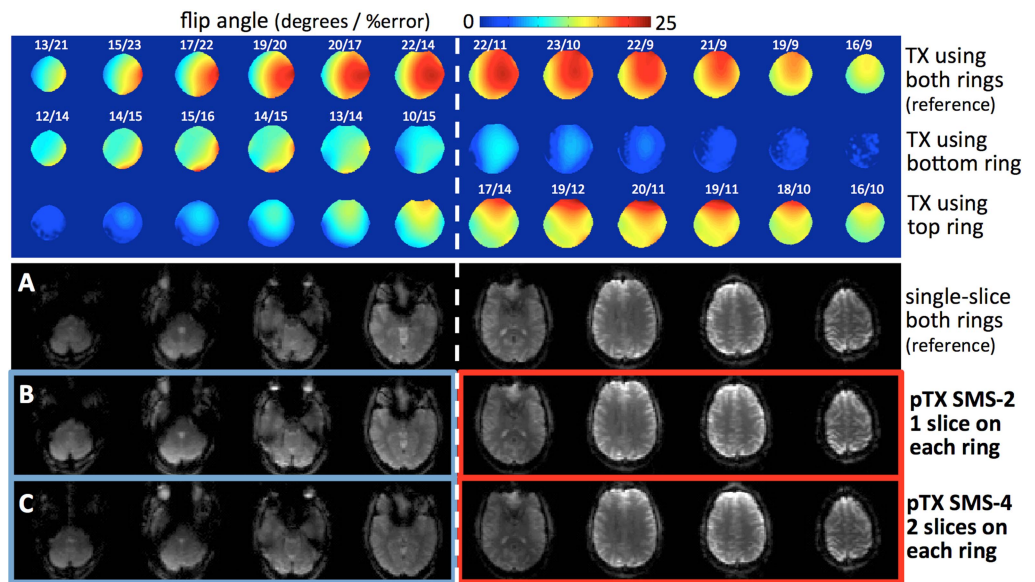 flip angle (degrees / %error) 0 25
13/21 15/23 17/22 19/20 20/17 22/14 22/11 23/10 22/9 21/9 19/9 16/9
TX using
both rings
(reference)
12/14 14/15 15/16 14/15 13/14 10/15
TX using
bottom ring
17/14 19/12 20/11 19/11 18/10 16/10
TX using
top ring
A
single-slice
both rings
(reference)
B
pTX SMS-2
1 slice on
each ring
C
pTX SMS-4
2 slices on
each ring